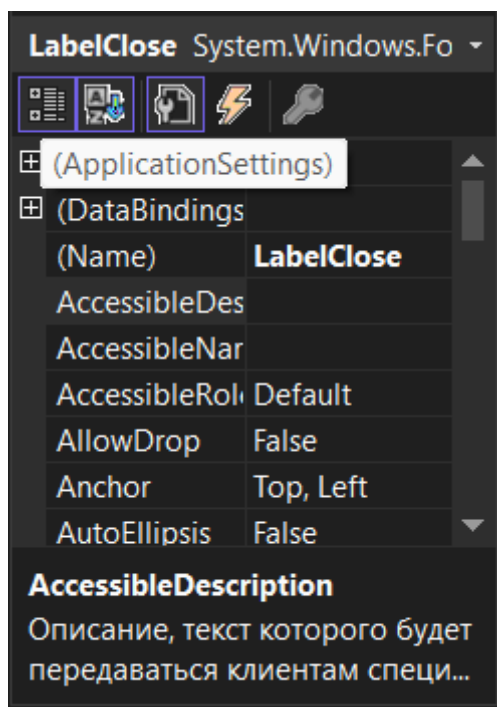 LabelClose System.Windows.Fo
(ApplicationSettings)
(DataBindings
(Name) LabelClose
AccessibleDes
AccessibleNar
AccessibleRol Default
AllowDrop False
Anchor Top, Left
AutoEllipsis False
AccessibleDescription
Описание, текст которого будет
передаваться клиентам специ...